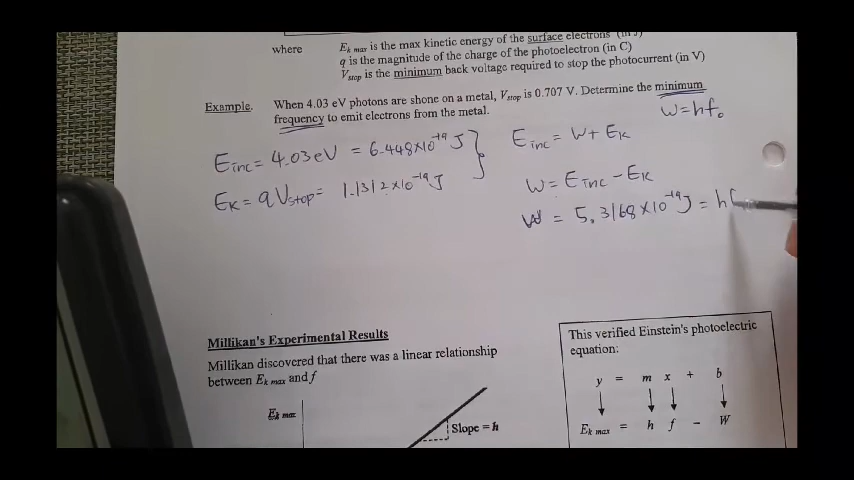 where
E k max is the max kinetic energy of the surface electrons (in J)
q is the magnitude of the charge of the photoelectron (in C)
Vstop is the minimum back voltage required to stop the photocurrent (in V)
Example. When 4.03 eV photons are shone on a metal, Vstop is 0.707 V. Determine the minimum
frequency to emit electrons from the metal.
W=hf₀
Einc = 4.03eV = 6.448×10⁻¹⁹ J
EK = qVstop = 1.1312×10⁻¹⁹J
Einc = W + EK
W = Einc − EK
W = 5.3168×10⁻¹⁹J = hf
Millikan's Experimental Results
Millikan discovered that there was a linear relationship
between Ek max and f
Ek max
Slope = h
This verified Einstein's photoelectric
equation:
y = m x + b
Ek max = h f − W